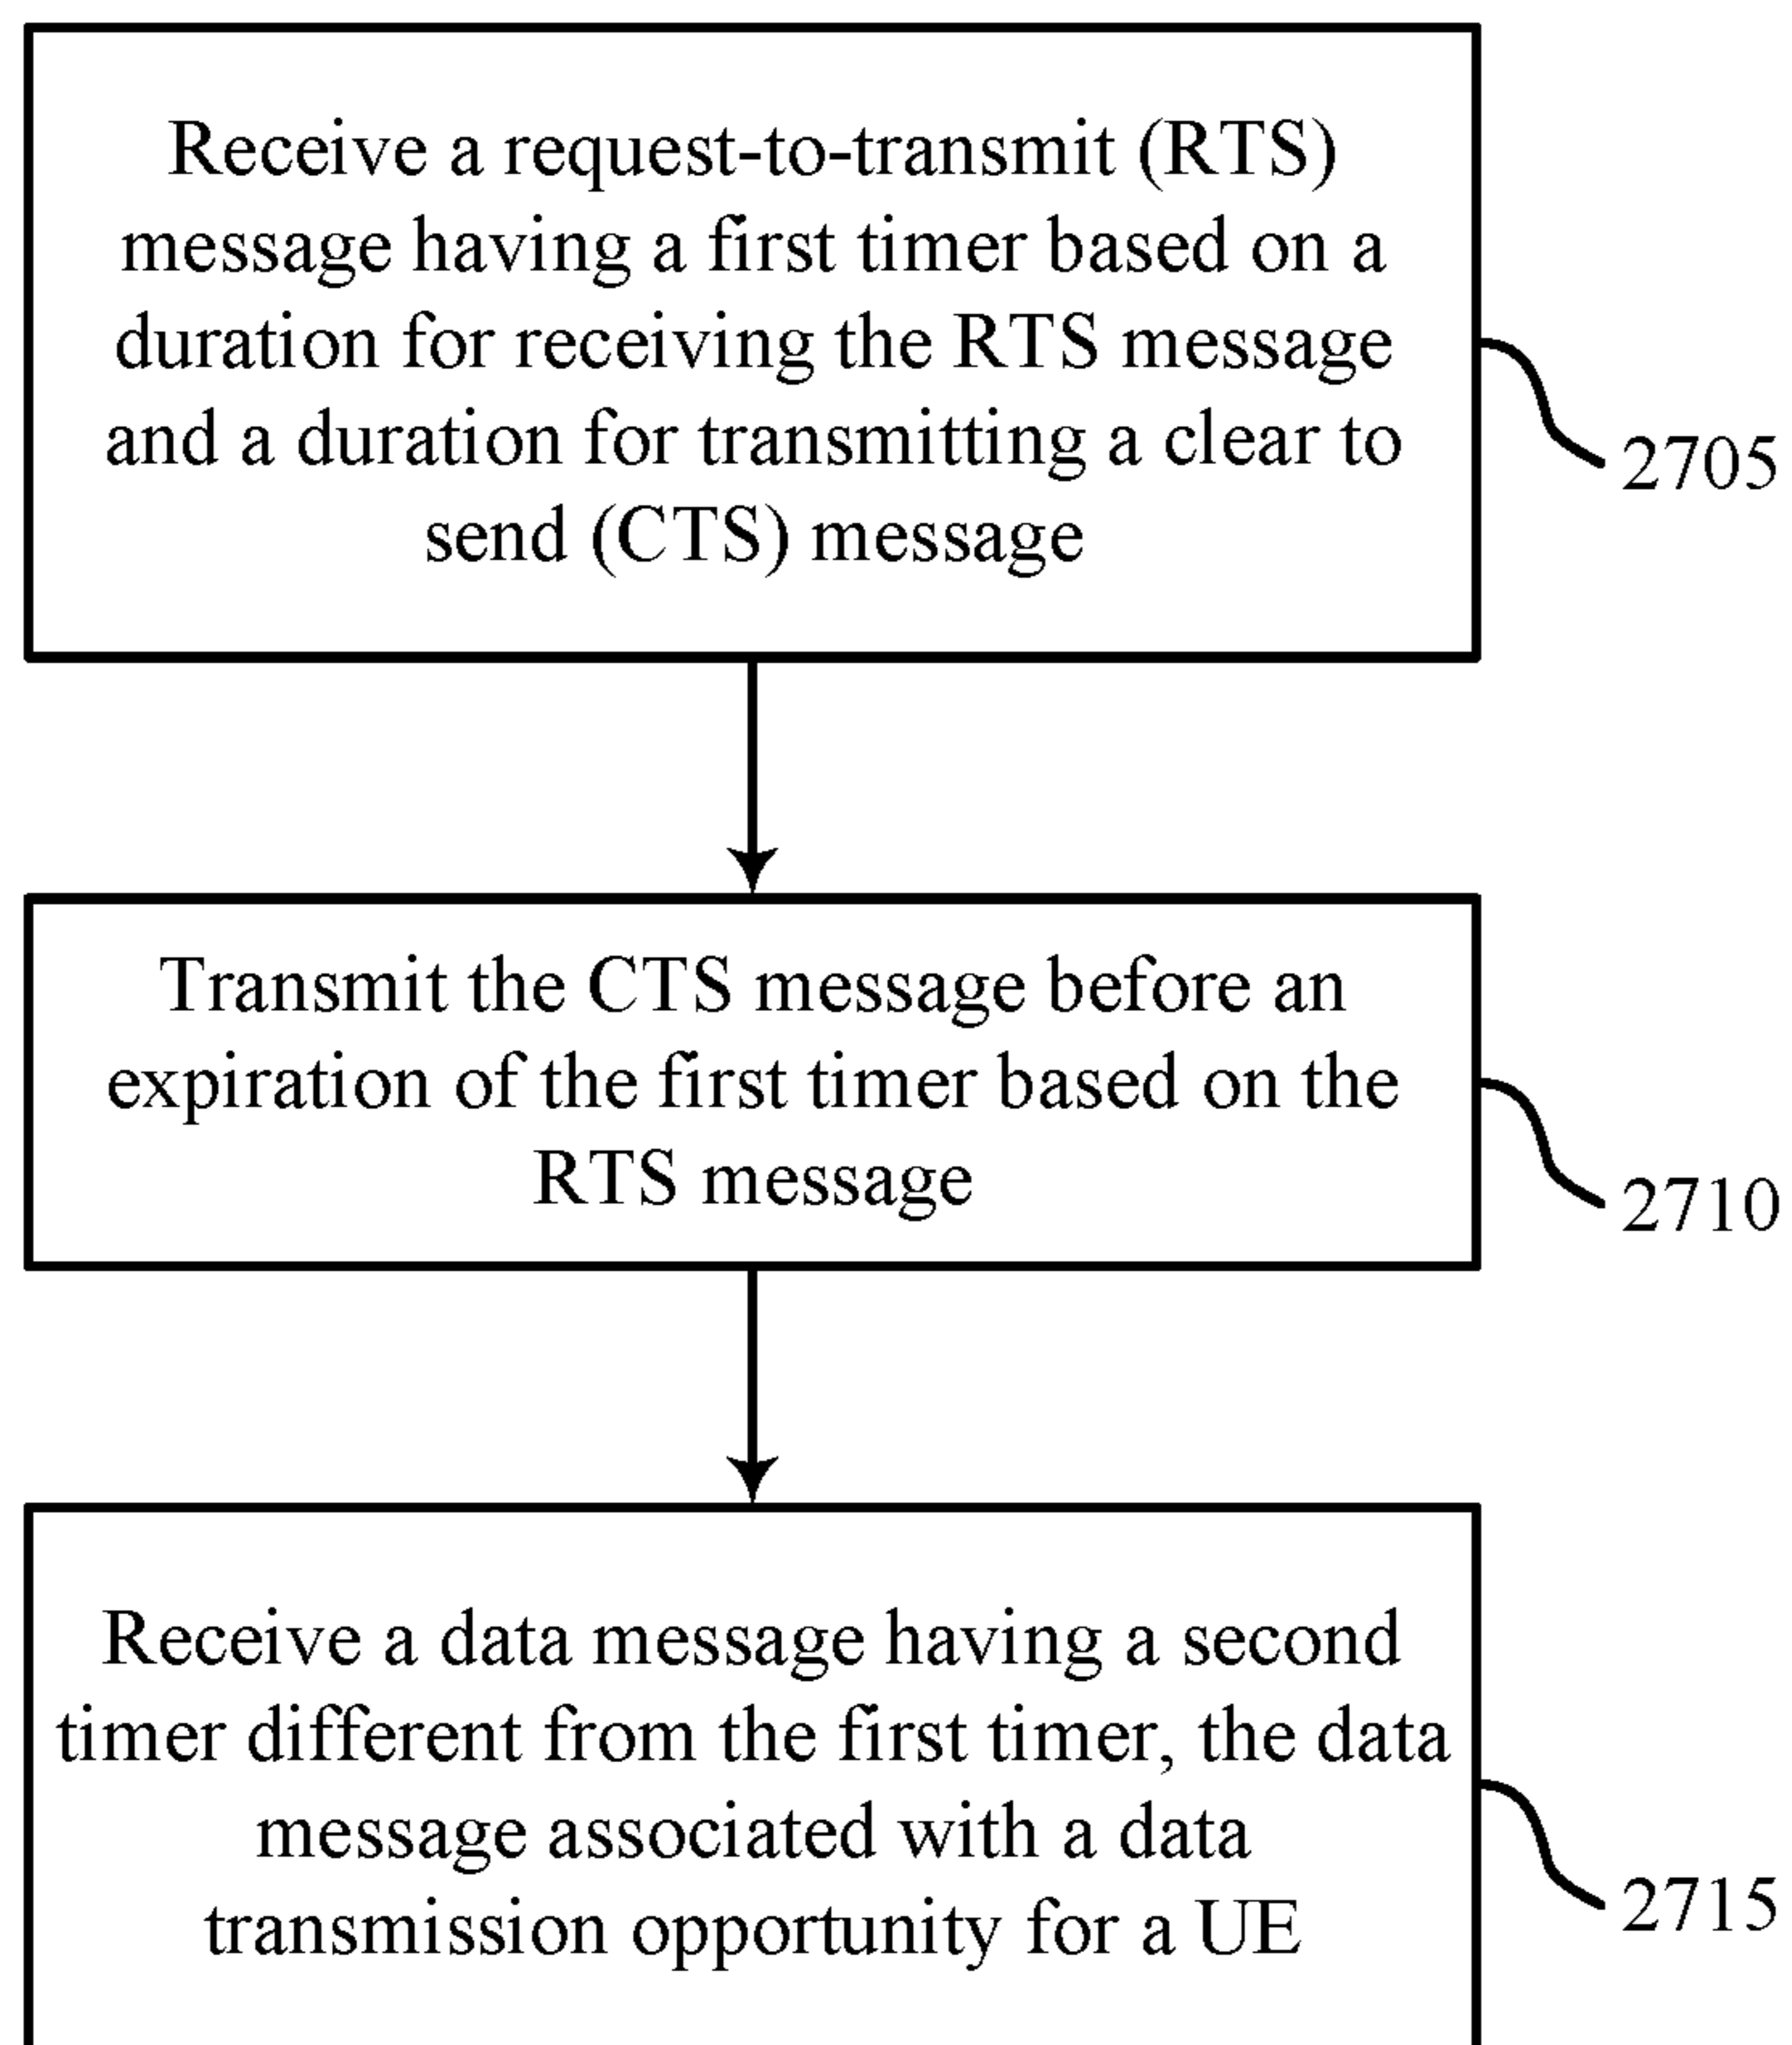 Receive a request-to-transmit (RTS)
message having a first timer based on a
duration for receiving the RTS message
and a duration for transmitting a clear to
send (CTS) message
2705
Transmit the CTS message before an
expiration of the first timer based on the
RTS message
2710
Receive a data message having a second
timer different from the first timer, the data
message associated with a data
transmission opportunity for a UE
2715